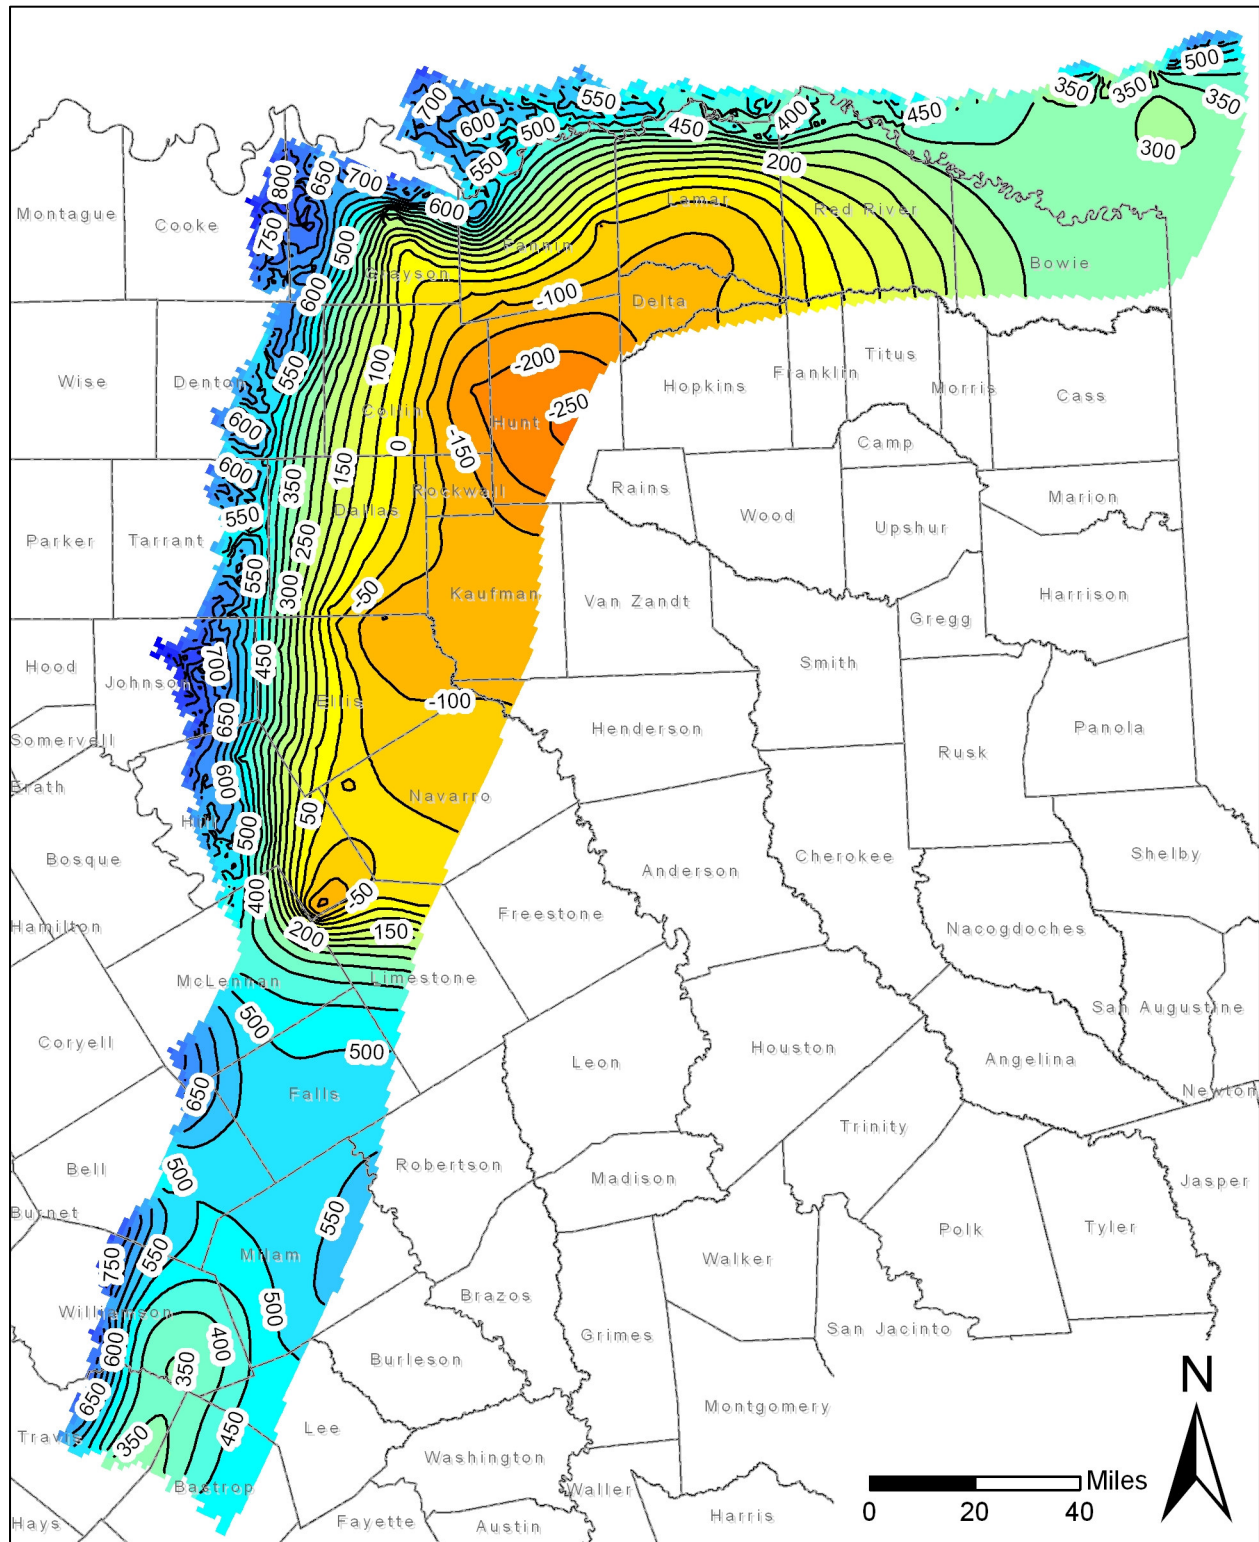 500
350
350
350
700
550
400
450
600
500
450
300
550
200
800
650
700
600
Montague
Cooke
750
500
Lamar
Red River
Fannin
Grayson
Bowie
600
-100
Delta
550
100
-200
Titus
Wise
Denton
Hopkins
Franklin
Morris
Cass
600
Collin
-250
Hunt
0
-150
Camp
600
350
150
Rockwall
Rains
Marion
550
Dallas
Wood
Upshur
Parker
Tarrant
250
550
300
-50
Kaufman
Van Zandt
Harrison
Gregg
Hood
700
450
Smith
Johnson
Ellis
-100
650
Henderson
Panola
Somervell
Rusk
600
Erath
Navarro
50
Hill
500
Bosque
Cherokee
Shelby
Anderson
400
-50
Freestone
Hamilton
200
150
Nacogdoches
McLennan
Limestone
500
San Augustine
Coryell
500
Houston
Angelina
Leon
650
Falls
Newton
Trinity
Bell
500
Robertson
Madison
Jasper
Burnet
550
Polk
Tyler
750
550
Milam
Walker
Brazos
Williamson
500
600
400
Grimes
San Jacinto
350
Burleson
650
Montgomery
N
Travis
350
450
Lee
Washington
Bastrop
Waller
Miles
0 20 40
Hays
Fayette
Austin
Harris